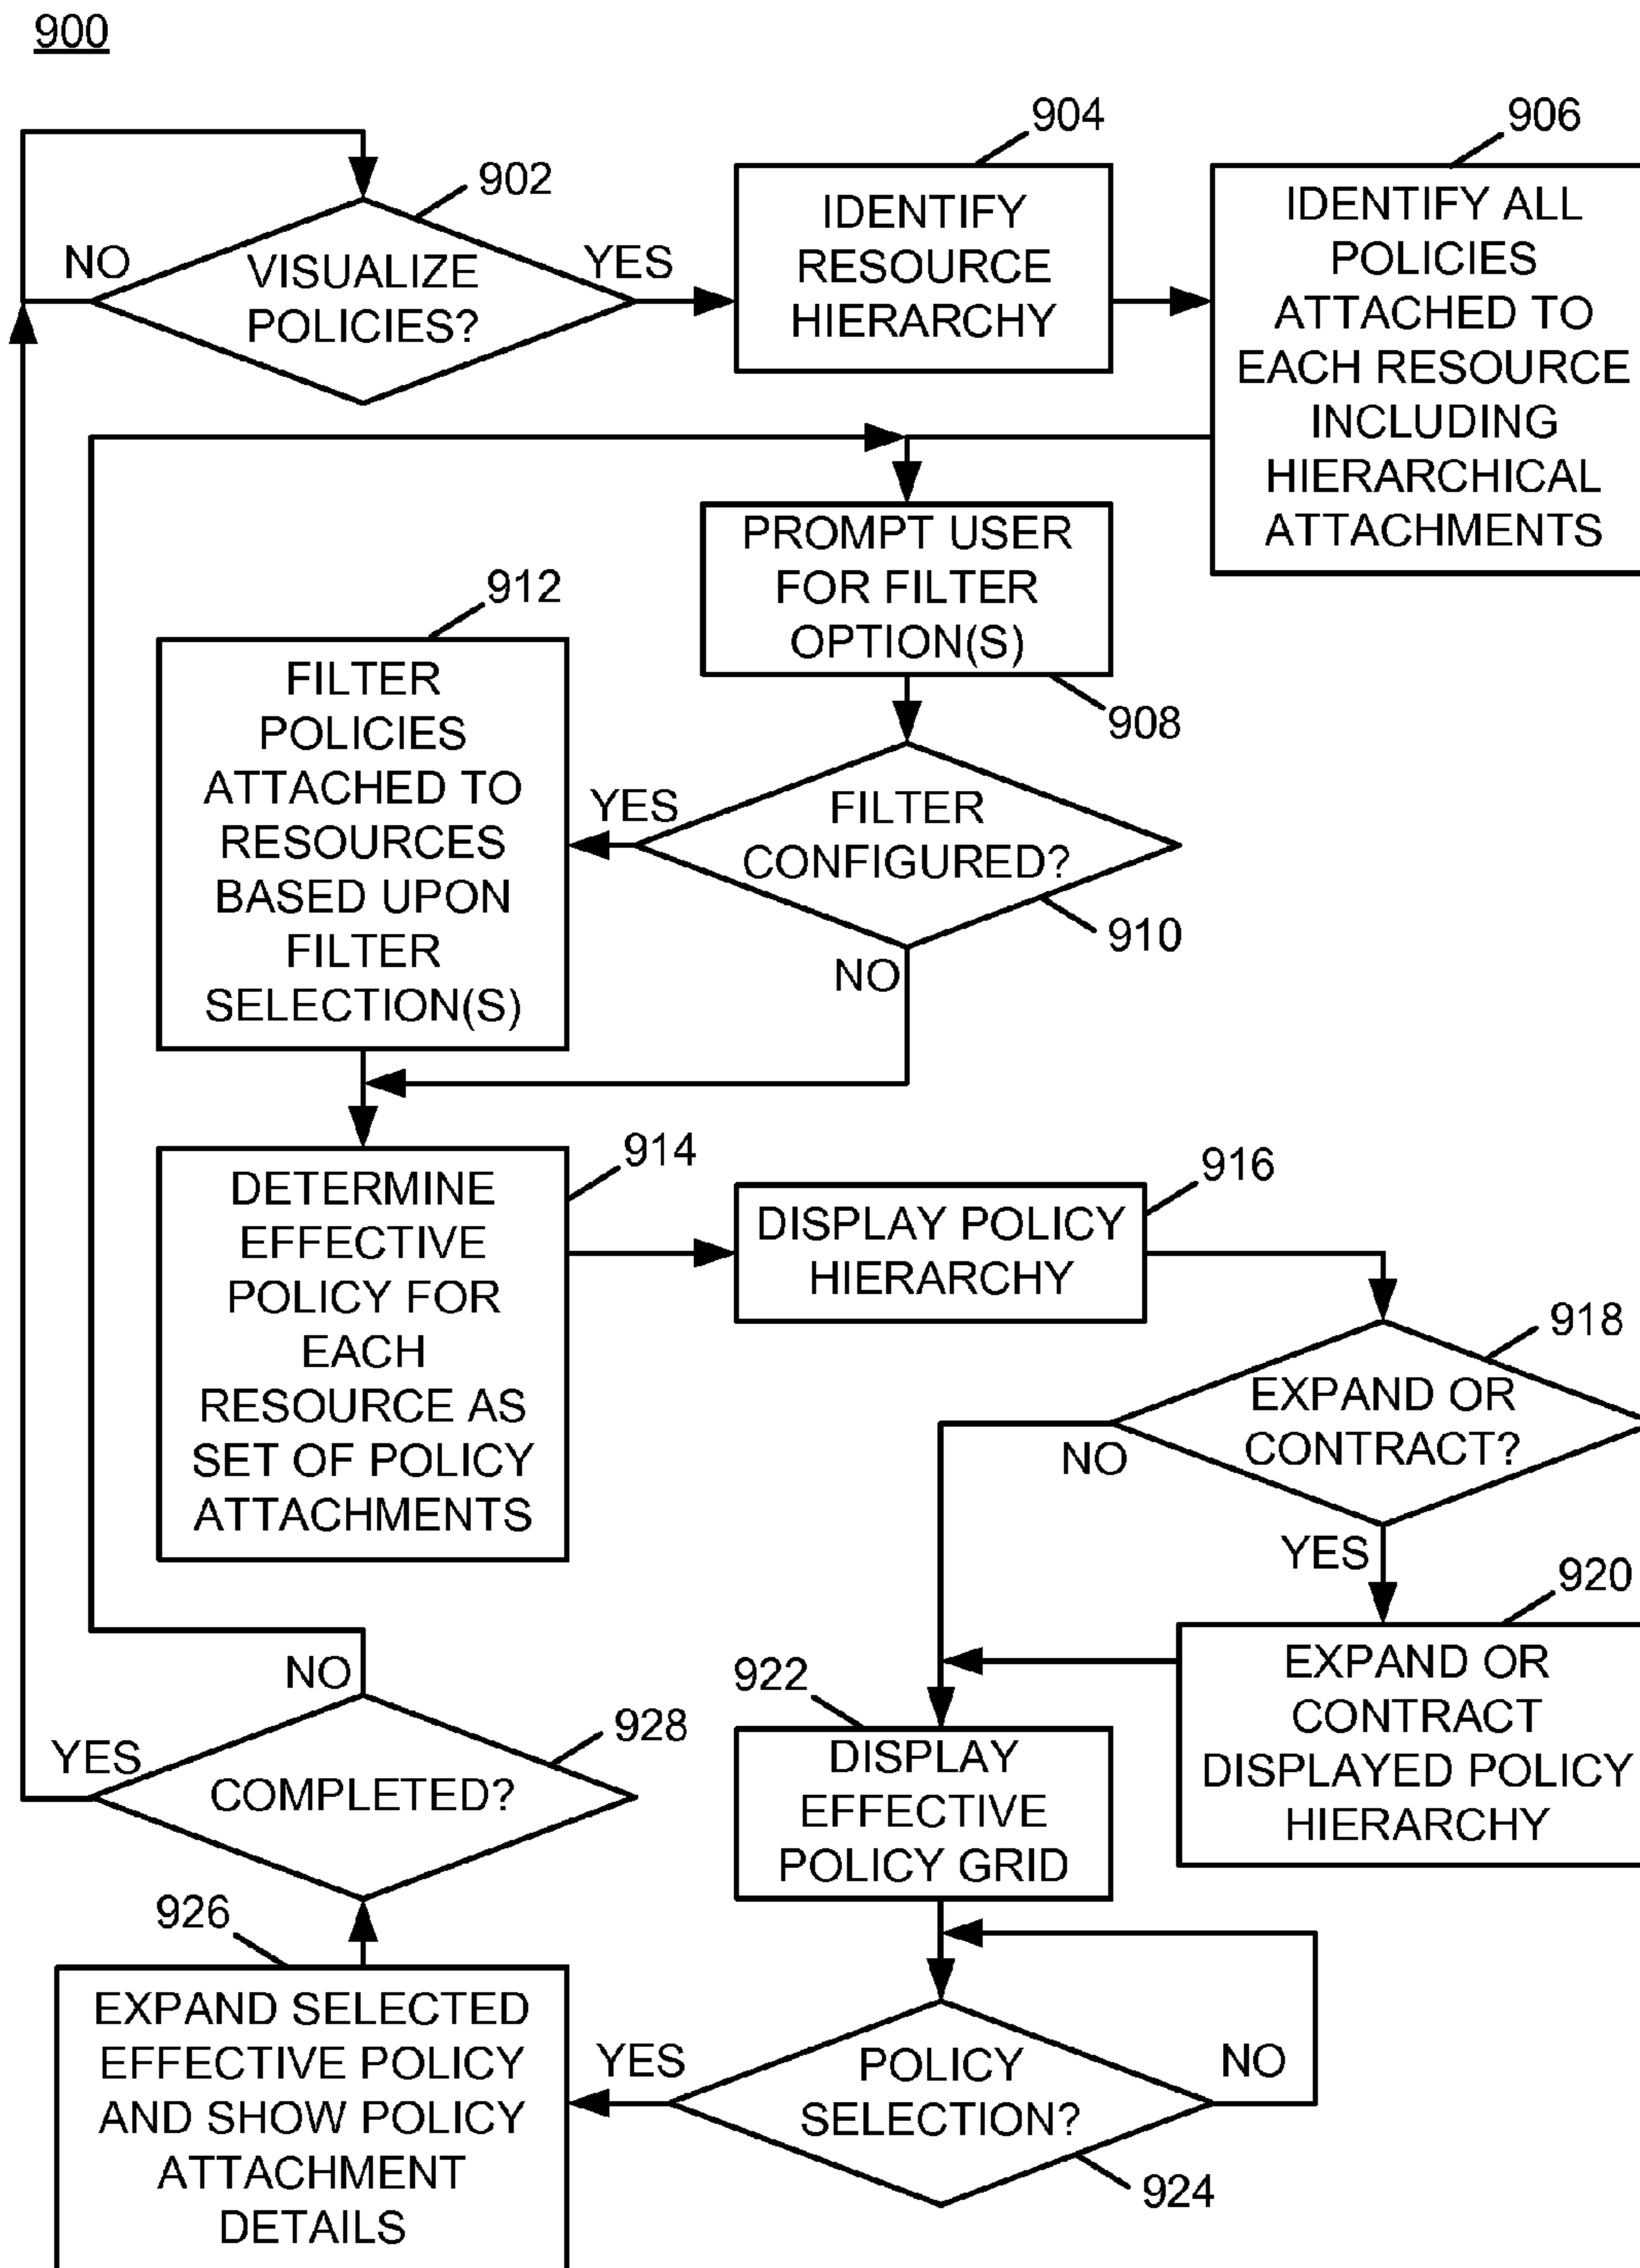 900
902
VISUALIZE
POLICIES?
NO
YES
904
IDENTIFY
RESOURCE
HIERARCHY
906
IDENTIFY ALL
POLICIES
ATTACHED TO
EACH RESOURCE
INCLUDING
HIERARCHICAL
ATTACHMENTS
PROMPT USER
FOR FILTER
OPTION(S)
908
FILTER
CONFIGURED?
910
YES
NO
912
FILTER
POLICIES
ATTACHED TO
RESOURCES
BASED UPON
FILTER
SELECTION(S)
914
DETERMINE
EFFECTIVE
POLICY FOR
EACH
RESOURCE AS
SET OF POLICY
ATTACHMENTS
916
DISPLAY POLICY
HIERARCHY
918
EXPAND OR
CONTRACT?
NO
YES
920
EXPAND OR
CONTRACT
DISPLAYED POLICY
HIERARCHY
922
DISPLAY
EFFECTIVE
POLICY GRID
POLICY
SELECTION?
924
NO
YES
926
EXPAND SELECTED
EFFECTIVE POLICY
AND SHOW POLICY
ATTACHMENT
DETAILS
928
COMPLETED?
NO
YES